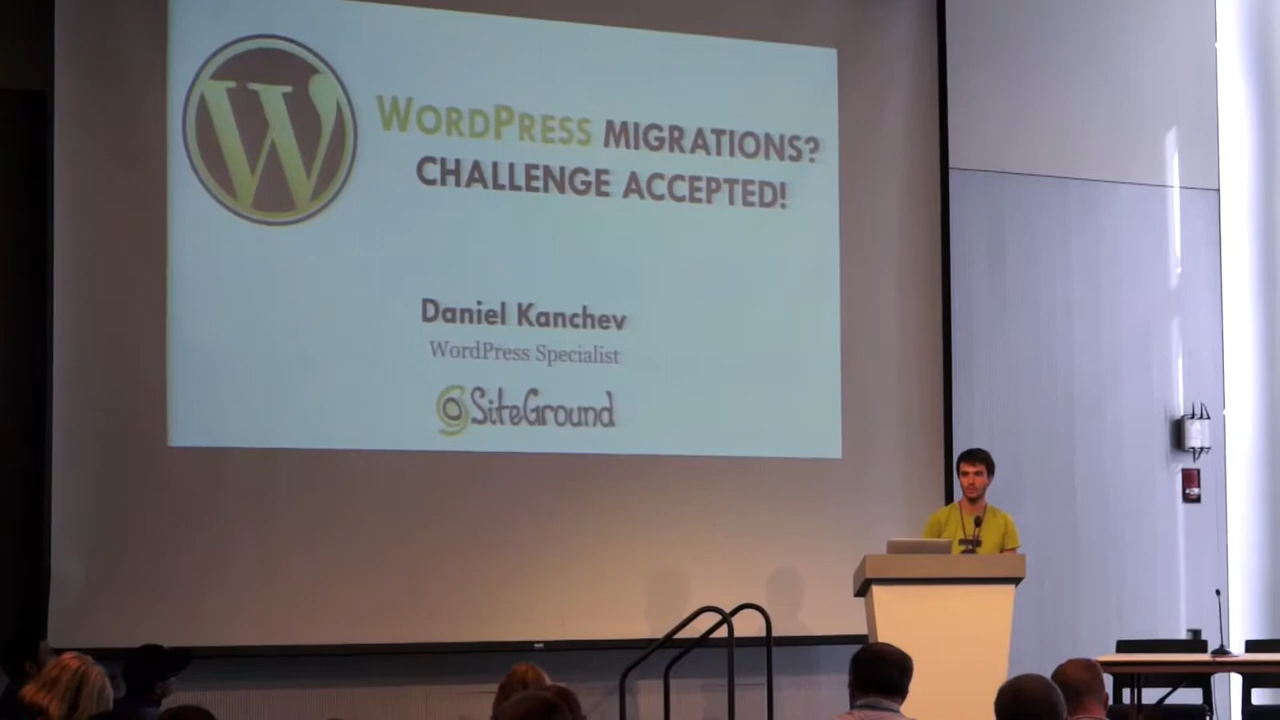 W
WORDPRESS MIGRATIONS?
CHALLENGE ACCEPTED!
Daniel Kanchev
WordPress Specialist
SiteGround